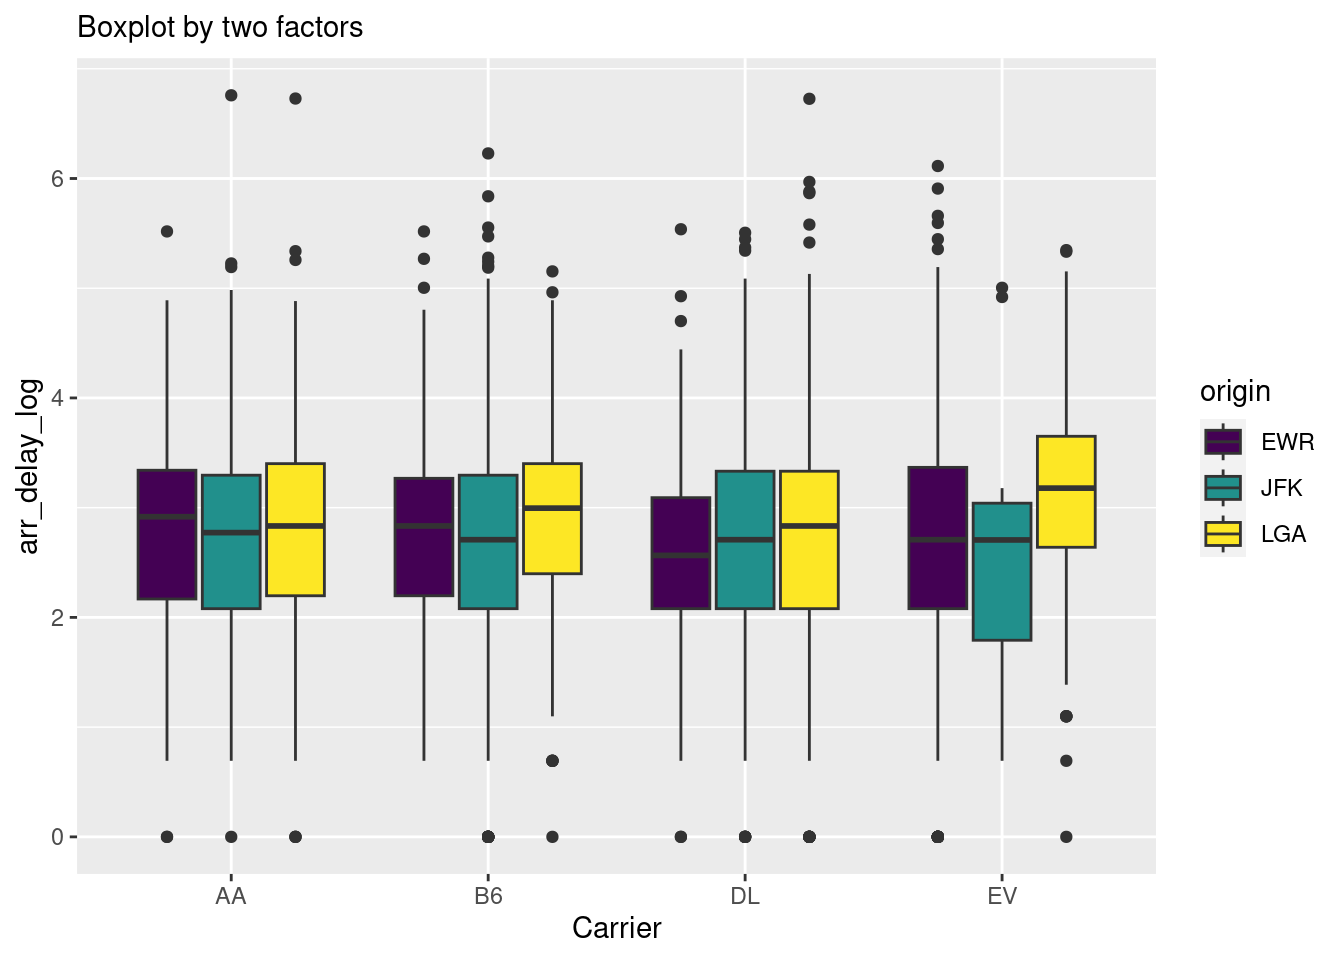 Boxplot by two factors
6
4
2
0
arr_delay_log
AA
B6
DL
EV
Carrier
origin
EWR
JFK
LGA